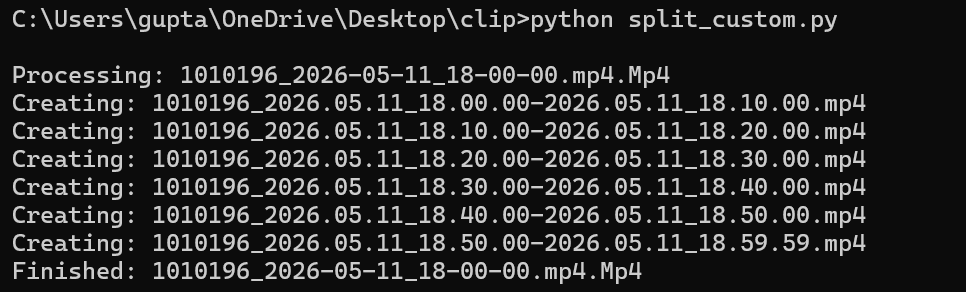 C:\Users\gupta\OneDrive\Desktop\clip>python split_custom.py
Processing: 1010196_2026-05-11_18-00-00.mp4.Mp4
Creating: 1010196_2026.05.11_18.00.00-2026.05.11_18.10.00.mp4
Creating: 1010196_2026.05.11_18.10.00-2026.05.11_18.20.00.mp4
Creating: 1010196_2026.05.11_18.20.00-2026.05.11_18.30.00.mp4
Creating: 1010196_2026.05.11_18.30.00-2026.05.11_18.40.00.mp4
Creating: 1010196_2026.05.11_18.40.00-2026.05.11_18.50.00.mp4
Creating: 1010196_2026.05.11_18.50.00-2026.05.11_18.59.59.mp4
Finished: 1010196_2026-05-11_18-00-00.mp4.Mp4